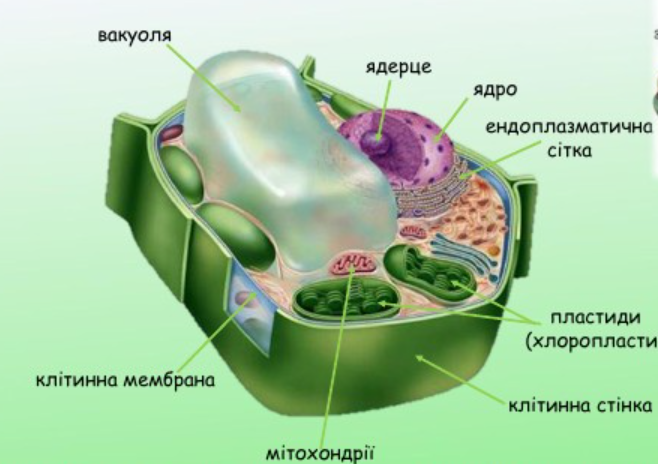 вакуоля
ядерце
ядро
ендоплазматична
сітка
пластиди
(хлоропласти
клітинна мембрана
клітинна стінка
мітохондрії